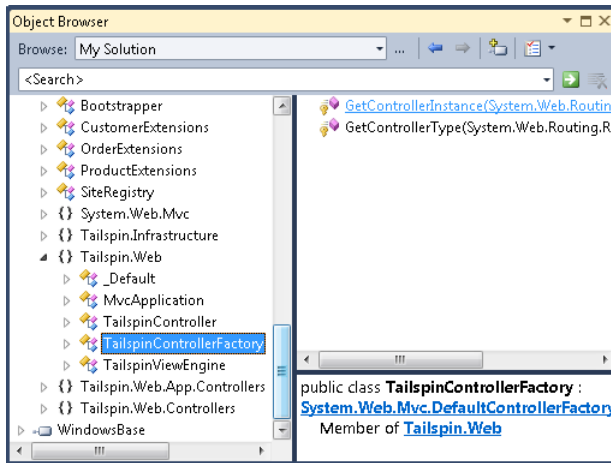 Object Browser
Browse: My Solution
...
<Search>
Bootstrapper
CustomerExtensions
OrderExtensions
ProductExtensions
SiteRegistry
{} System.Web.Mvc
{} Tailspin.Infrastructure
{} Tailspin.Web
_Default
MvcApplication
TailspinController
TailspinControllerFactory
TailspinViewEngine
{} Tailspin.Web.App.Controllers
{} Tailspin.Web.Controllers
WindowsBase
GetControllerInstance(System.Web.Routin
GetControllerType(System.Web.Routing.R
public class TailspinControllerFactory :
System.Web.Mvc.DefaultControllerFactory
Member of Tailspin.Web